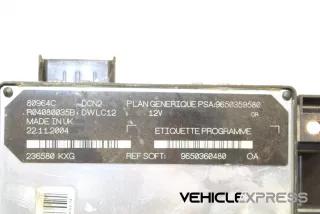 80964C DCN2 PLAN GENERIQUE PSA:9650359580
R04080035B DWLC12 12V OR
MADE IN UK
22.11.2004 ETIQUETTE PROGRAMME
236580 KXG REF SOFT: 9650360480 OA
VEHICLEXPRESS